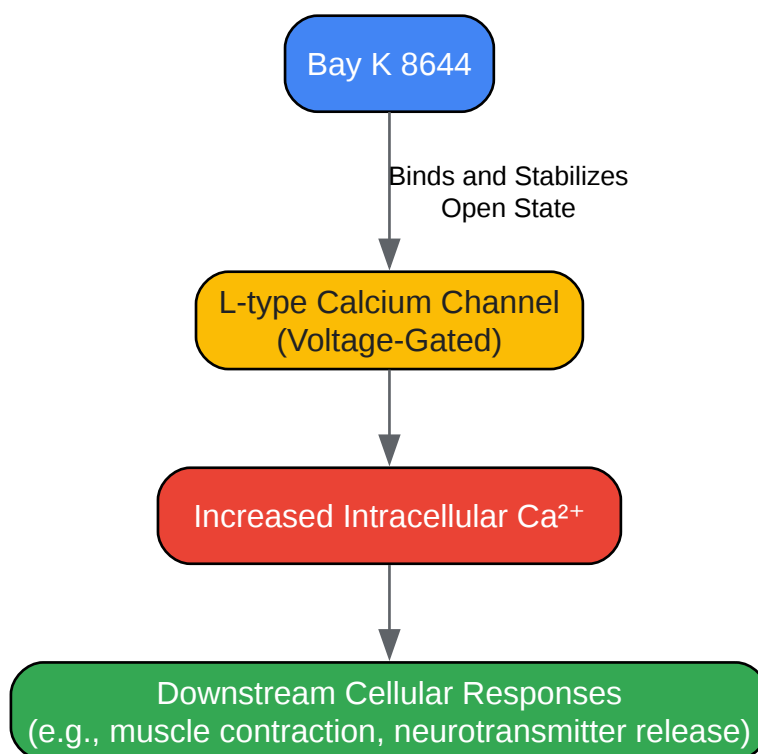 Bay K 8644
Binds and Stabilizes
Open State
L-type Calcium Channel
(Voltage-Gated)
Increased Intracellular Ca²⁺
Downstream Cellular Responses
(e.g., muscle contraction, neurotransmitter release)